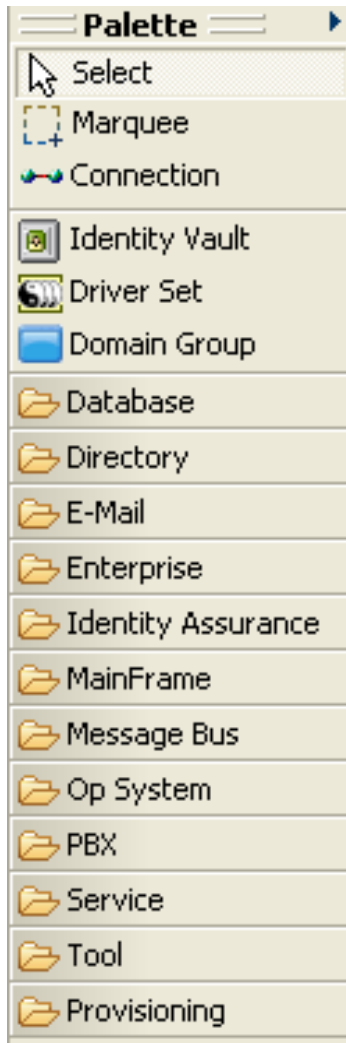 Palette
Select
Marquee
Connection
Identity Vault
Driver Set
Domain Group
Database
Directory
E-Mail
Enterprise
Identity Assurance
MainFrame
Message Bus
Op System
PBX
Service
Tool
Provisioning